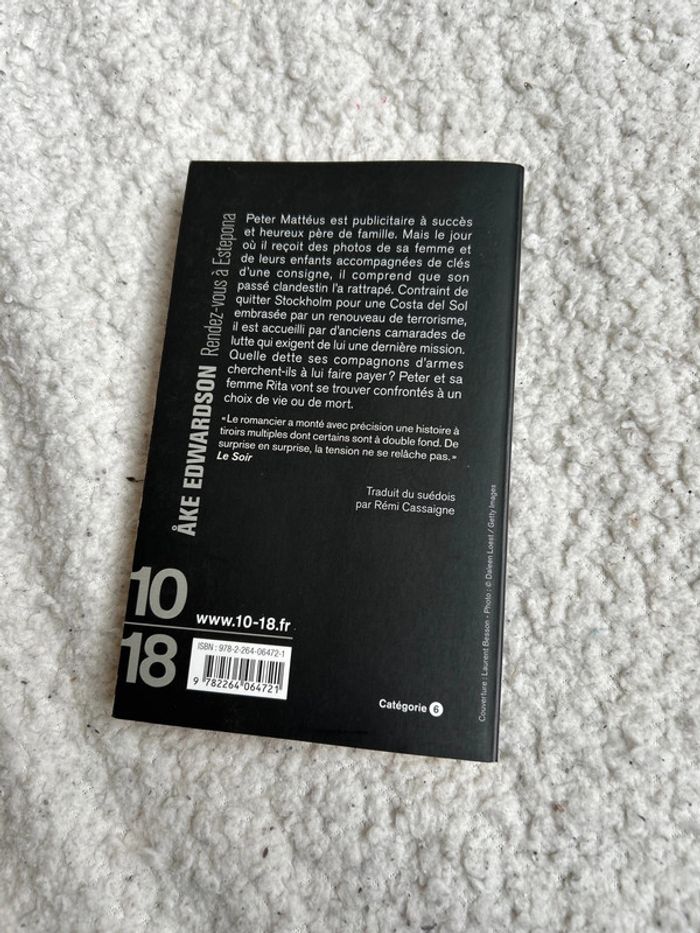 Peter Mattéus est publicitaire à succès
et heureux père de famille. Mais le jour
où il reçoit des photos de sa femme et
de leurs enfants accompagnées de clés
d'une consigne, il comprend que son
passé clandestin l'a rattrapé. Contraint de
quitter Stockholm pour une Costa del Sol
embrasée par un renouveau de terrorisme,
il est accueilli par d'anciens camarades de
lutte qui exigent de lui une dernière mission.
Quelle dette ses compagnons d'armes
cherchent-ils à lui faire payer ? Peter et sa
femme Rita vont se trouver confrontés à un
choix de vie ou de mort.
« Le romancier a monté avec précision une histoire à
tiroirs multiples dont certains sont à double fond. De
surprise en surprise, la tension ne se relâche pas. »
Le Soir
Traduit du suédois
par Rémi Cassaigne
ÅKE EDWARDSON Rendez-vous à Estepona
10
18
www.10-18.fr
ISBN : 978-2-264-06472-1
9 782264 064721
Catégorie 6
Couverture : Laurent Besson - Photo : © Daleen Loest / Getty Images